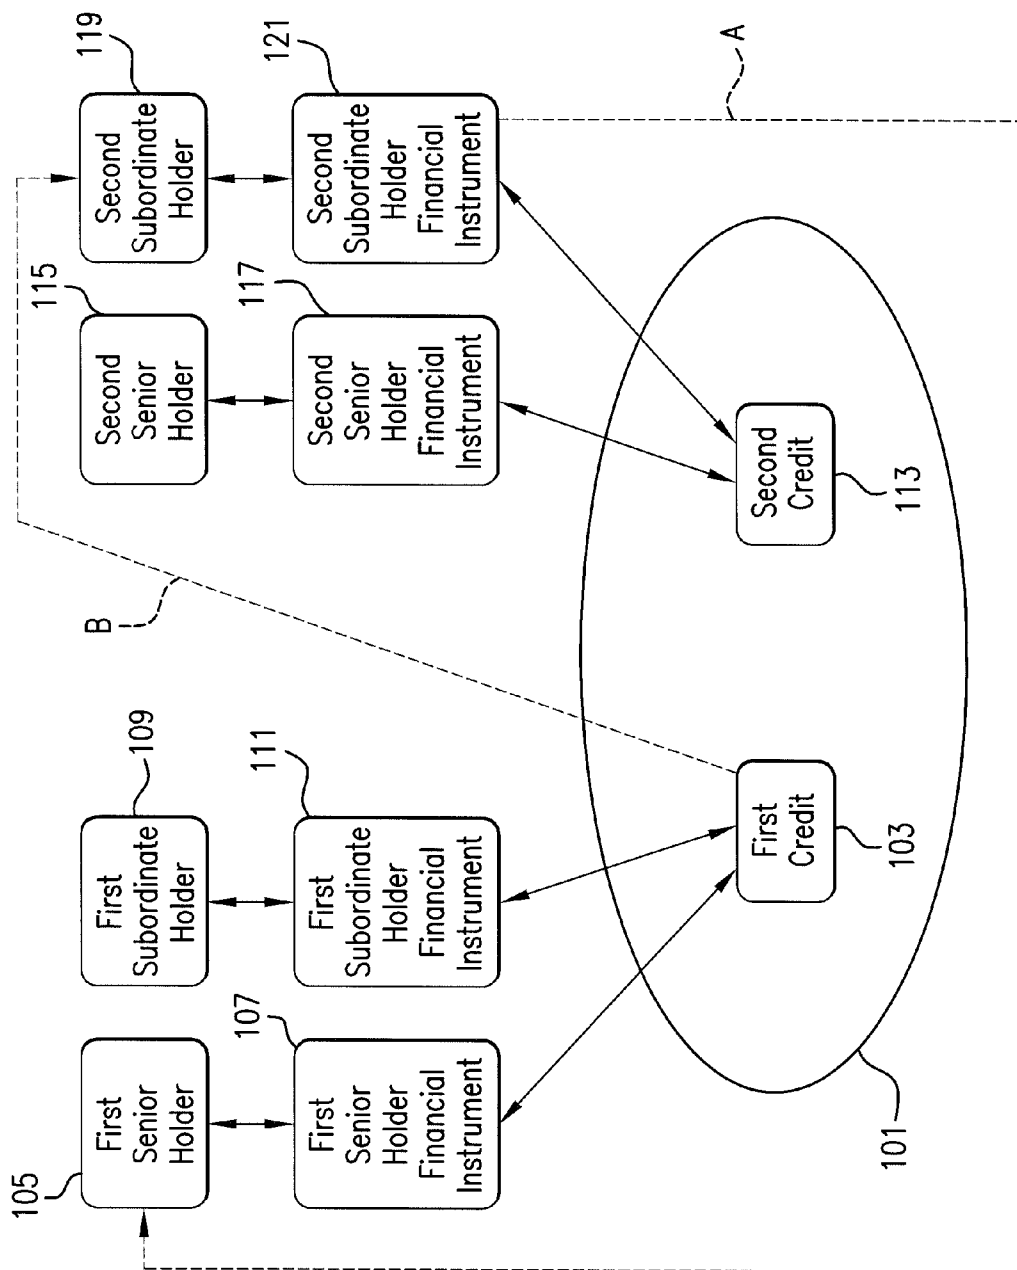 105
First
Senior
Holder
109
First
Subordinate
Holder
B
115
Second
Senior
Holder
119
Second
Subordinate
Holder
107
First
Senior
Holder
Financial
Instrument
111
First
Subordinate
Holder
Financial
Instrument
117
Second
Senior
Holder
Financial
Instrument
121
Second
Subordinate
Holder
Financial
Instrument
First
Credit
103
Second
Credit
113
A
101